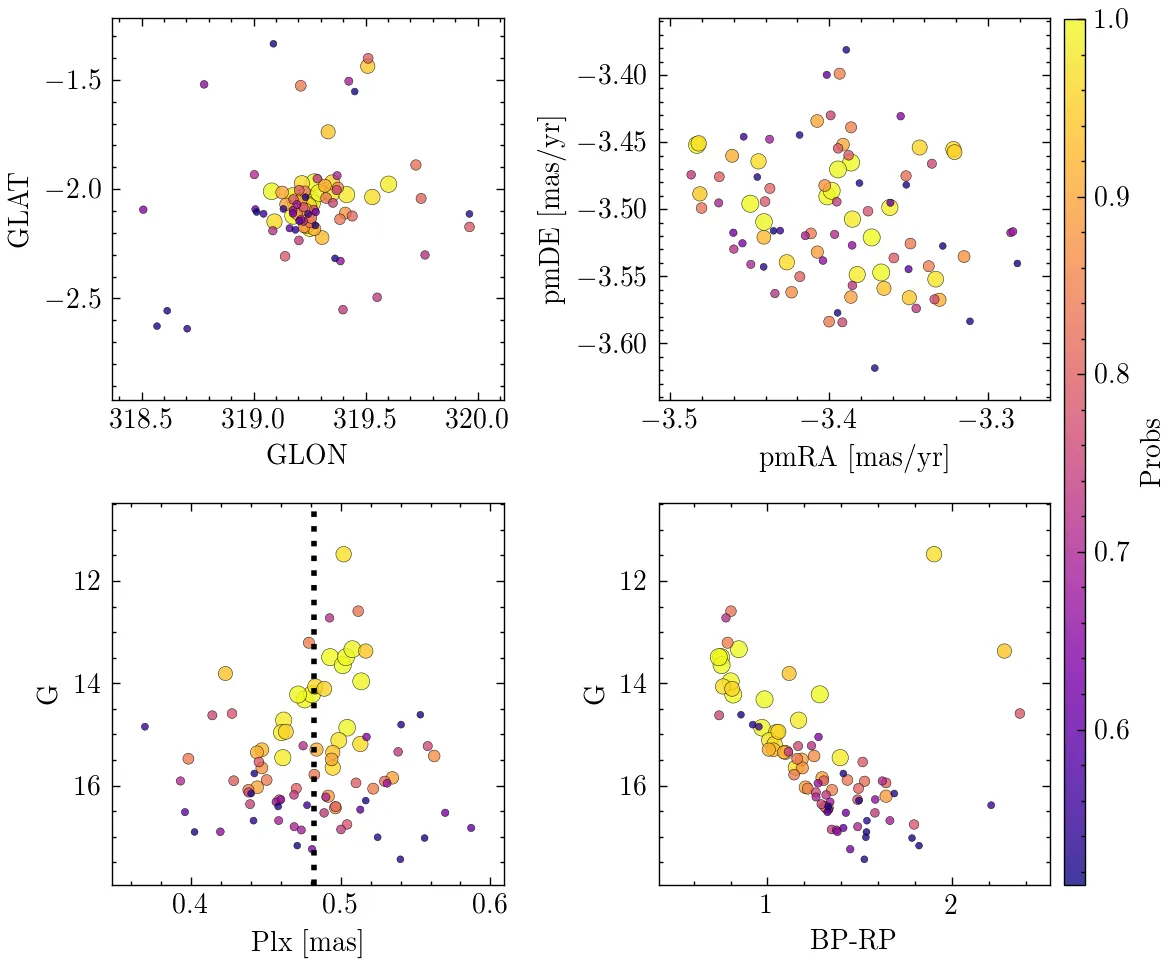 −1.5
−2.0
−2.5
GLAT
318.5 319.0 319.5 320.0
GLON
−3.40
−3.45
−3.50
−3.55
−3.60
pmDE [mas/yr]
−3.5 −3.4 −3.3
pmRA [mas/yr]
12
14
16
G
0.4 0.5 0.6
Plx [mas]
12
14
16
G
1 2
BP-RP
1.0
0.9
0.8
0.7
0.6
Probs